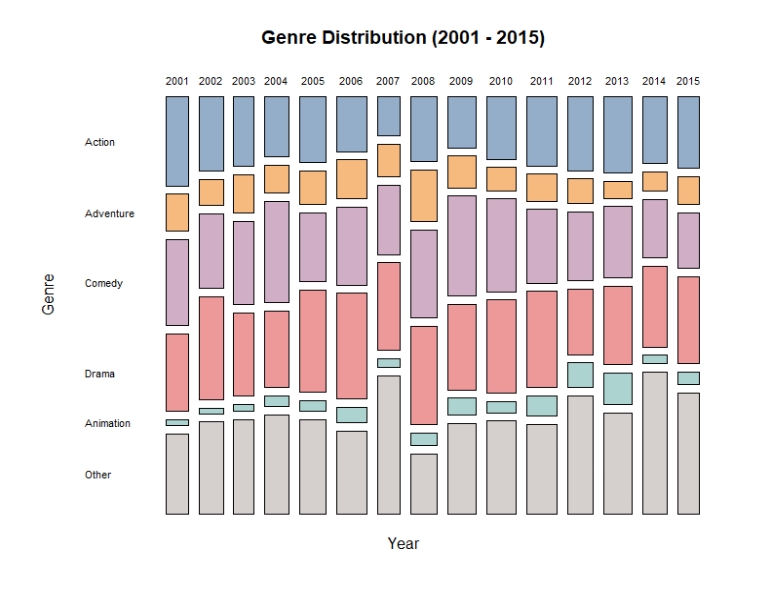 Genre Distribution (2001 - 2015)
2001 2002 2003 2004 2005 2006 2007 2008 2009 2010 2011 2012 2013 2014 2015
Action
Adventure
Comedy
Genre
Drama
Animation
Other
Year